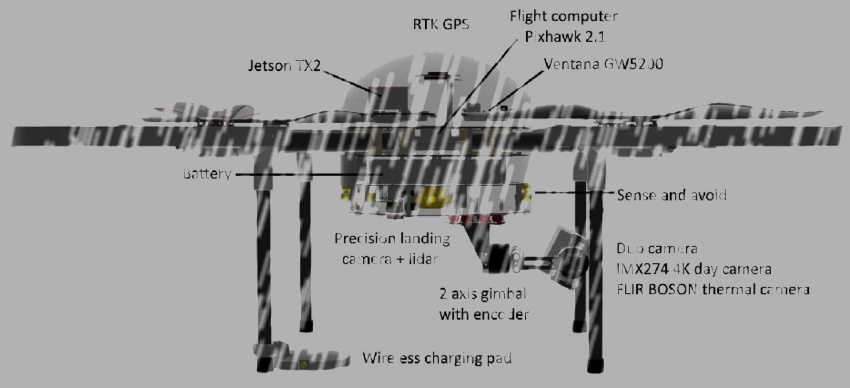 RTK GPS
Flight computer
Pixhawk 2.1
Jetson TX2
Ventana GW5200
Battery
Sense and avoid
Precision landing
camera + lidar
Duo camera
IMX274 4K day camera
FLIR BOSON thermal camera
2 axis gimbal
with encoder
Wireless charging pad